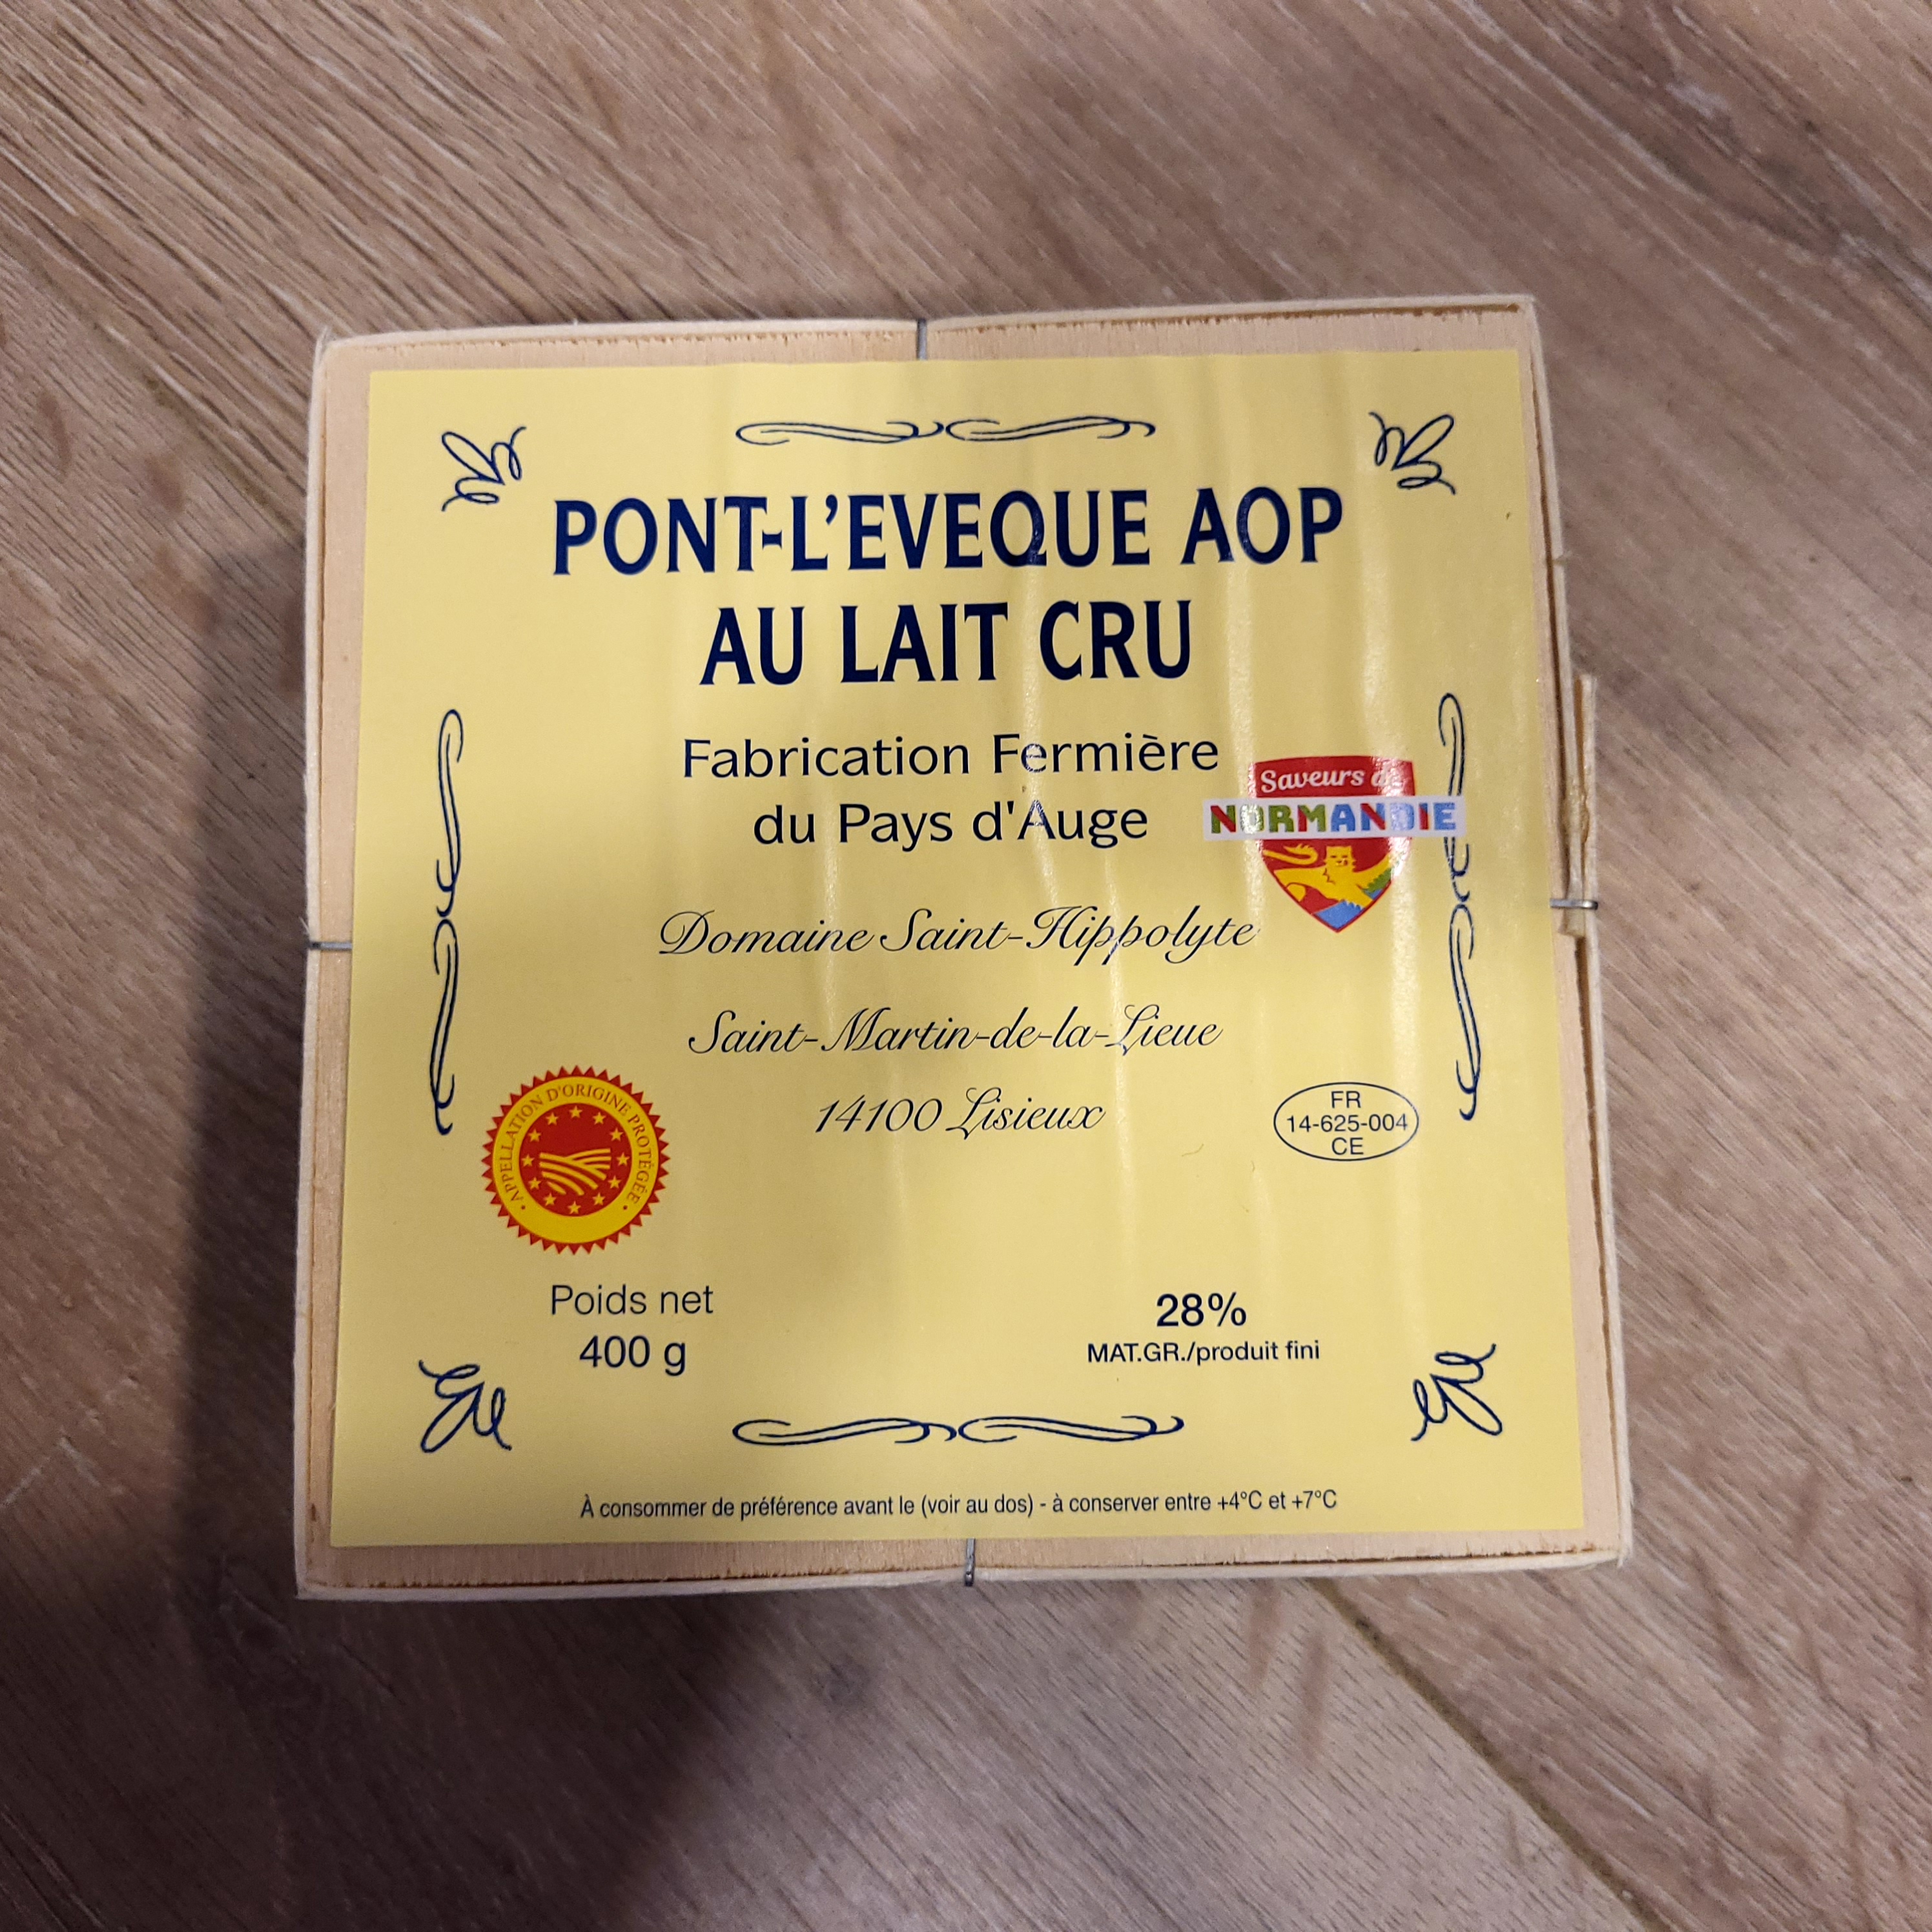 PONT-L'EVEQUE AOP
AU LAIT CRU
Fabrication Fermière
du Pays d'Auge
Saveurs de
NORMANDIE
Domaine Saint-Hippolyte
Saint-Martin-de-la-Lieue
14100 Lisieux
APPELLATION D'ORIGINE PROTÉGÉE
FR
14-625-004
CE
Poids net
400 g
28%
MAT.GR./produit fini
À consommer de préférence avant le (voir au dos) - à conserver entre +4°C et +7°C